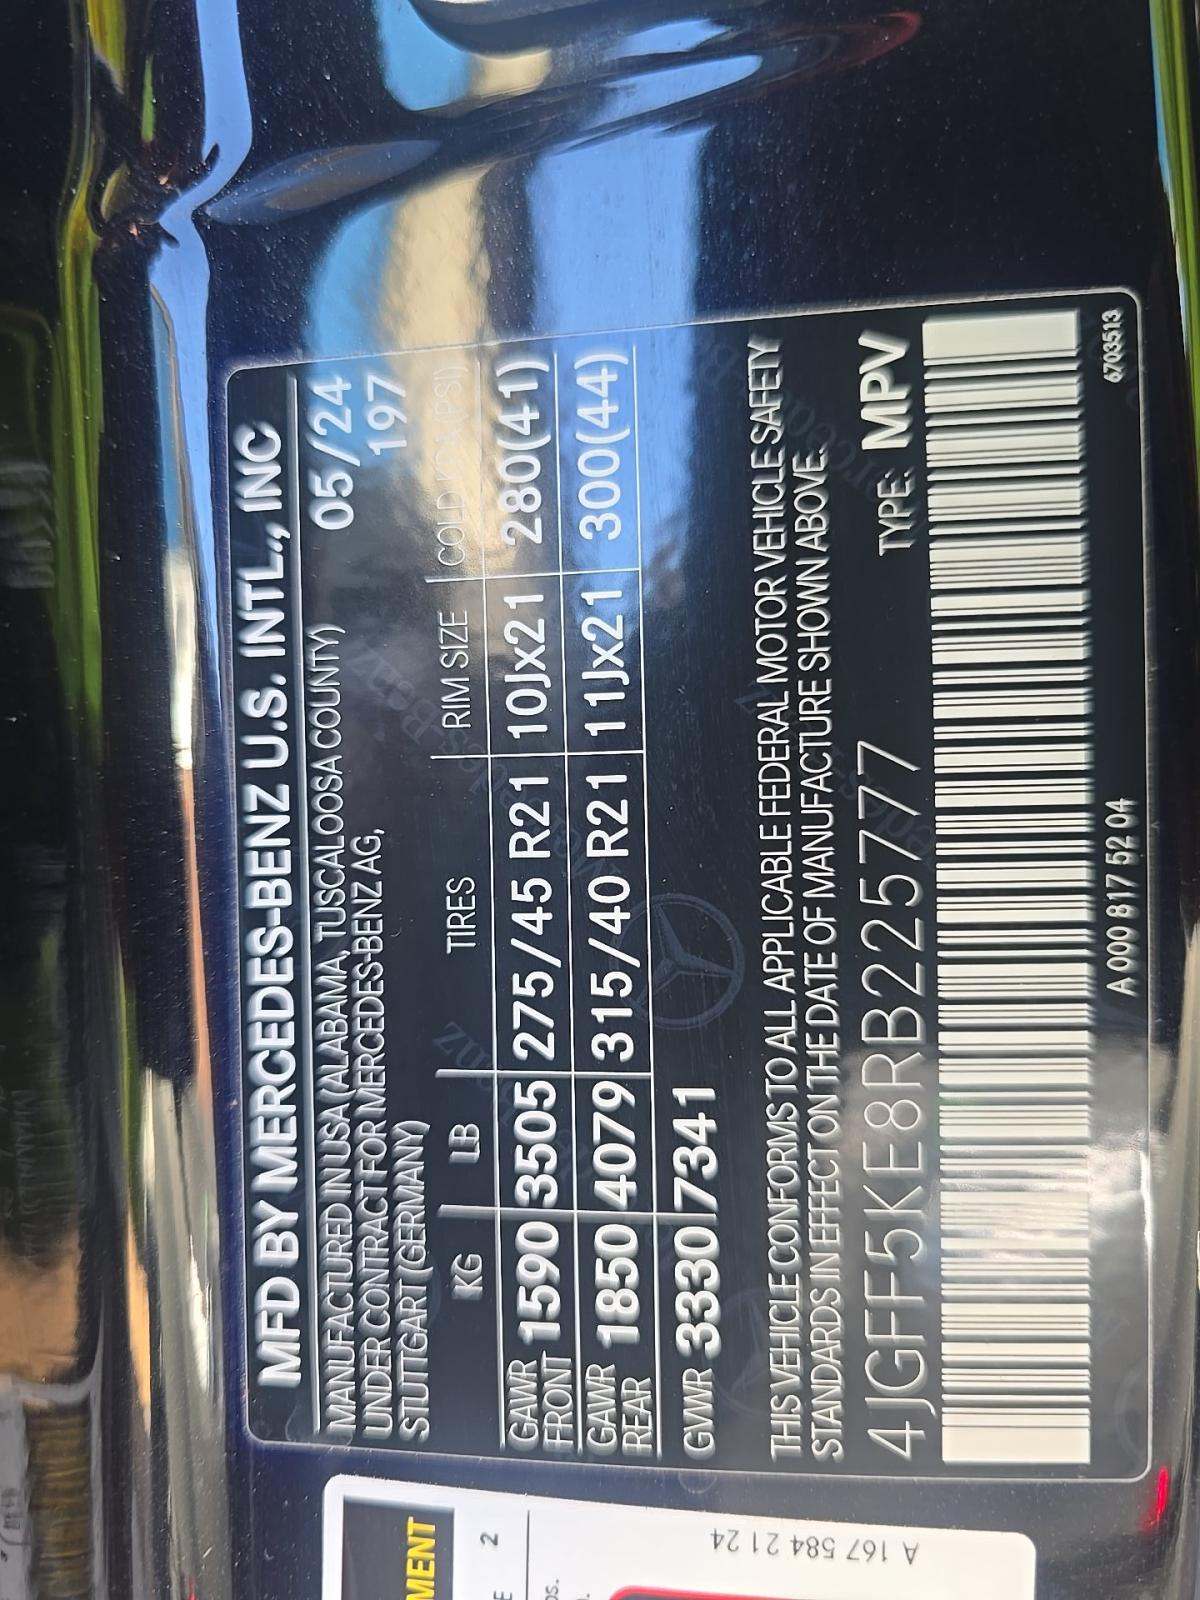 MFD BY MERCEDES-BENZ U.S. INTL., INC
MANUFACTURED IN USA (ALABAMA, TUSCALOOSA COUNTY) 05/24
UNDER CONTRACT FOR MERCEDES-BENZ AG, 197
STUTTGART (GERMANY)
KG LB TIRES RIM SIZE COLD (PSI)
GAWR FRONT 1590 3505 275/45 R21 10Jx21 280(41)
GAWR REAR 1850 4079 315/40 R21 11Jx21 300(44)
GVWR 3330 7341
THIS VEHICLE CONFORMS TO ALL APPLICABLE FEDERAL MOTOR VEHICLE SAFETY
STANDARDS IN EFFECT ON THE DATE OF MANUFACTURE SHOWN ABOVE.
4JGFF5KE8RB225777 TYPE: MPV
A 000 817 52 04 6703513
MENT
2
A 167 584 21 24